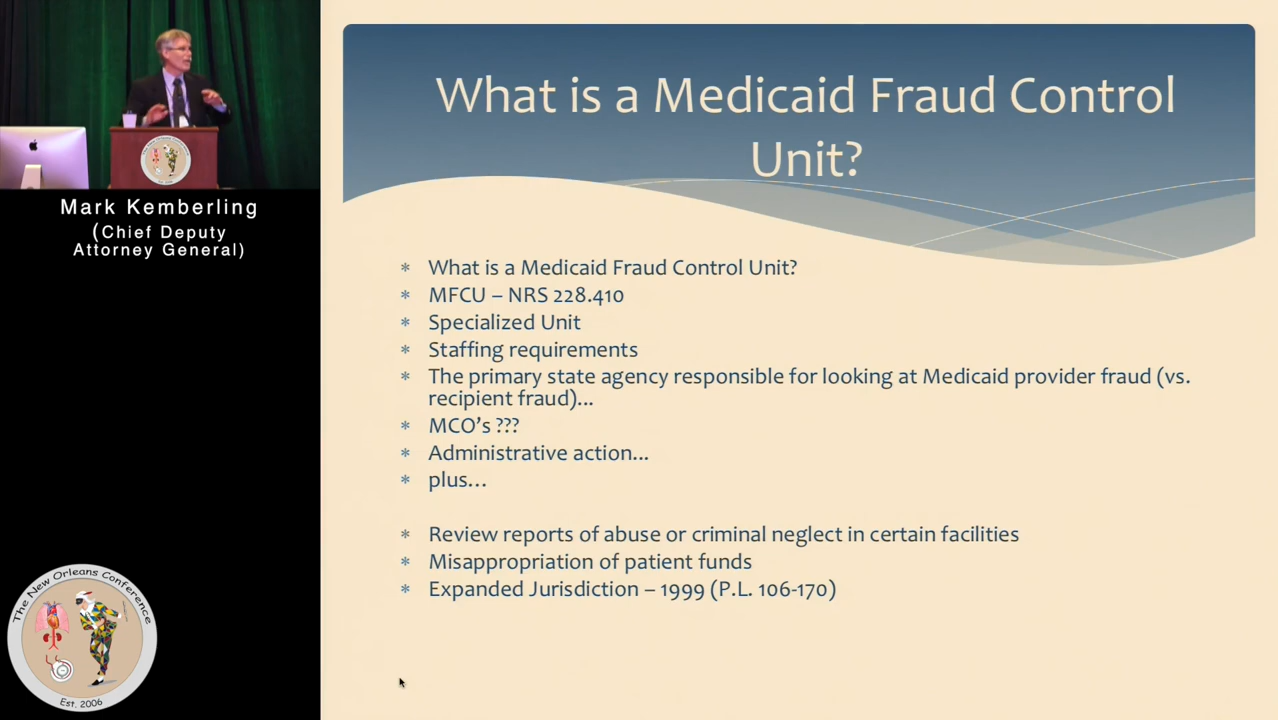 What is a Medicaid Fraud Control
Unit?
Mark Kemberling
(Chief Deputy
Attorney General)
* What is a Medicaid Fraud Control Unit?
* MFCU – NRS 228.410
* Specialized Unit
* Staffing requirements
* The primary state agency responsible for looking at Medicaid provider fraud (vs.
recipient fraud)...
* MCO's ???
* Administrative action...
* plus...
* Review reports of abuse or criminal neglect in certain facilities
* Misappropriation of patient funds
* Expanded Jurisdiction – 1999 (P.L. 106-170)
The New Orleans Conference
Est. 2006